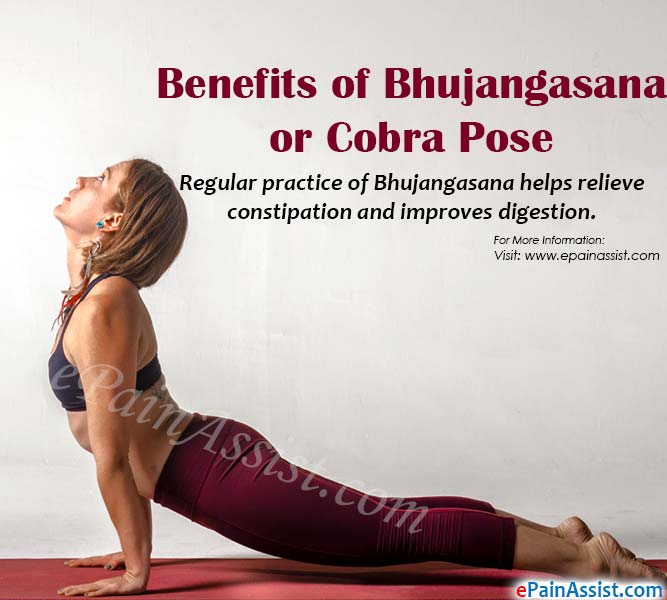 Benefits of Bhujangasana
or Cobra Pose
Regular practice of Bhujangasana helps relieve
constipation and improves digestion.
For More Information:
Visit: www.epainassist.com
ePainAssist.com
ePainAssist.com